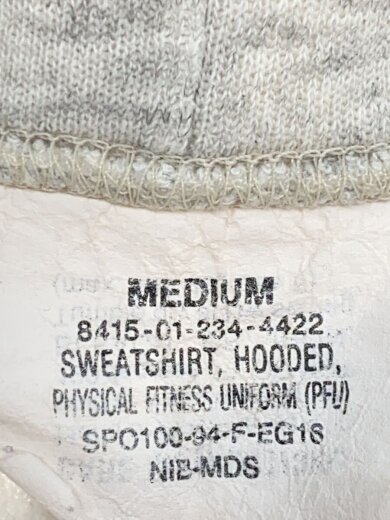 MEDIUM
8415-01-234-4422
SWEATSHIRT, HOODED,
PHYSICAL FITNESS UNIFORM (PFU)
SPO100-94-F-EG16
NIB-MDS